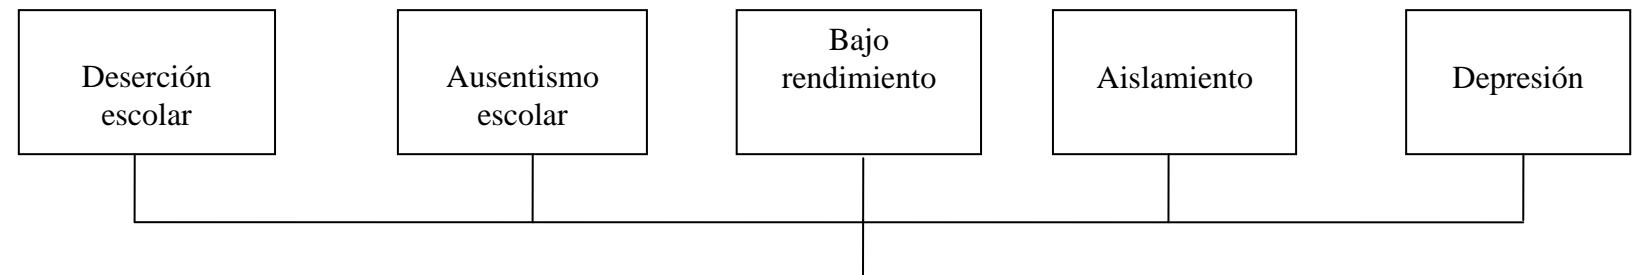 Deserción
escolar
Ausentismo
escolar
Bajo
rendimiento
Aislamiento
Depresión